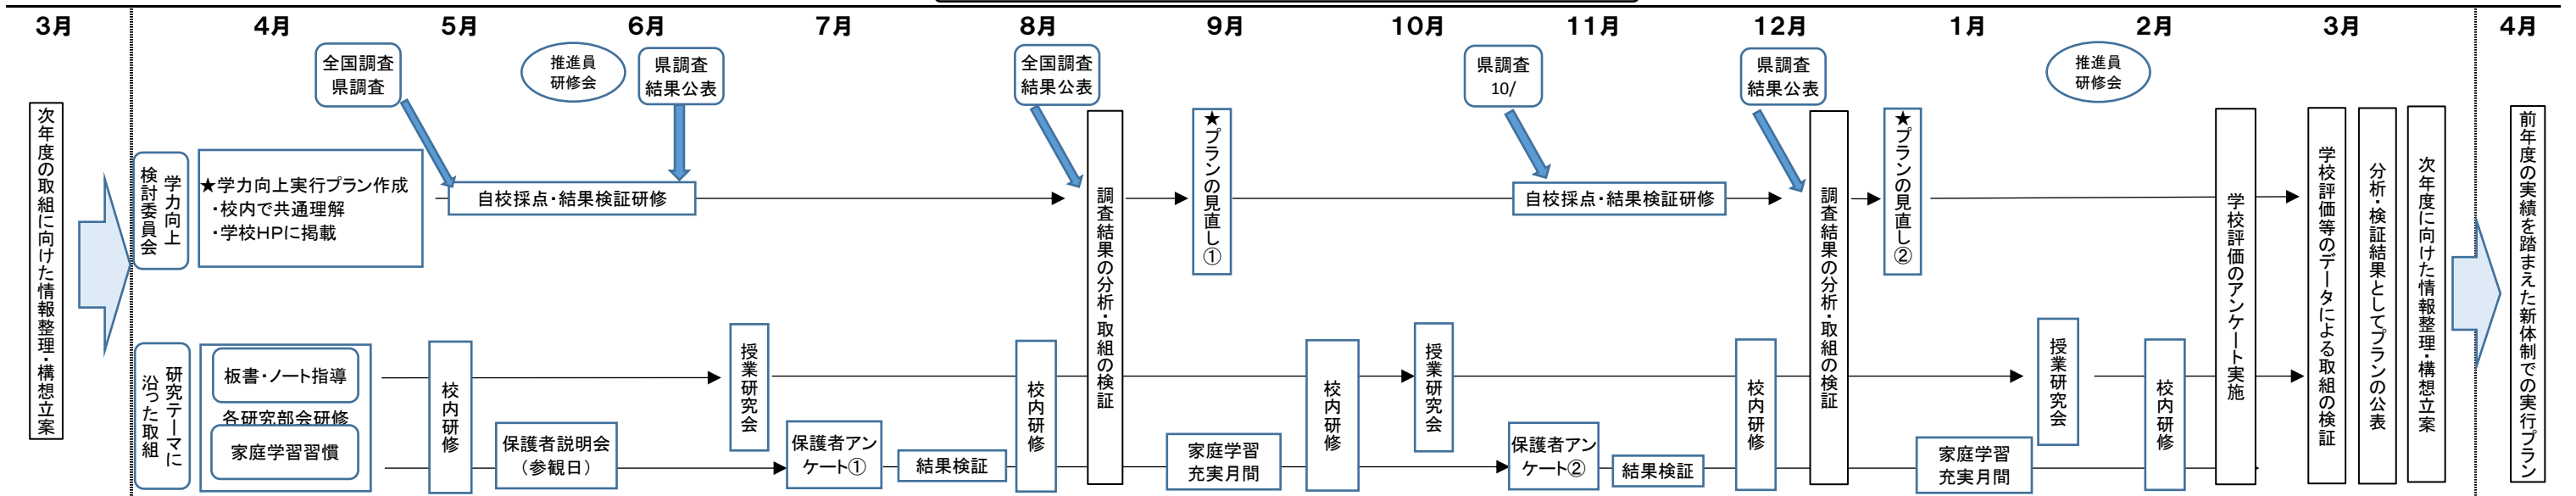 3月
4月
5月
6月
7月
8月
9月
10月
11月
12月
1月
2月
3月
4月
全国調査
県調査
推進員
研修会
県調査
結果公表
全国調査
結果公表
県調査
10/
県調査
結果公表
推進員
研修会
次年度の取組に向けた情報整理・構想立案
学力向上
検討委員会
★学力向上実行プラン作成
・校内で共通理解
・学校HPに掲載
自校採点・結果検証研修
調査結果の分析・取組の検証
★プランの見直し①
自校採点・結果検証研修
調査結果の分析・取組の検証
★プランの見直し②
学校評価のアンケート実施
学校評価等のデータによる取組の検証
分析・検証結果としてプランの公表
次年度に向けた情報整理・構想立案
前年度の実績を踏まえた新体制での実行プラン
研究テーマに
沿った取組
板書・ノート指導
各研究部会研修
家庭学習習慣
校内研修
保護者説明会
(参観日)
授業研究会
保護者アン
ケート①
結果検証
校内研修
家庭学習
充実月間
校内研修
授業研究会
保護者アン
ケート②
結果検証
校内研修
家庭学習
充実月間
授業研究会
校内研修